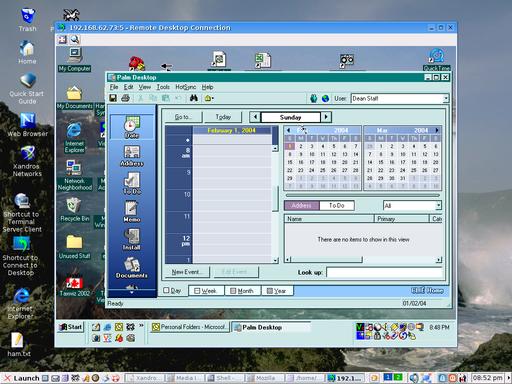 192.168.62.73:5 - Remote Desktop Connection
Trash
Home
Quick Start
Guide
Web Browser
Xandros
Networks
Shortcut to
Terminal
Server Client
Shortcut to
Connect to
Desktop
Internet
Explorer
ham.txt
My Computer
My Documents
Internet
Explorer
Network
Neighborhood
Recycle Bin
Unused Stuff
Tamwiz 2002
QuickTime
Palm Desktop
File Edit View Tools HotSync Help
User: Dean Staff
Date
Address
To Do
Memo
Install
Documents
Go to... Today Sunday
February 1, 2004
8
am
9
10
11
12
pm
1
2004
Mar 2004
S M T W T F S
S M T W T F S
1 2 3 4 5 6 7
8 9 10 11 12 13 14
15 16 17 18 19 20 21
22 23 24 25 26 27 28
29 1 2 3 4 5 6
7 8 9 10 11 12 13
14 15 16 17 18 19 20
21 22 23 24 25 26 27
28 29 30 31
Address To Do All
Name Primary
There are no items to show in this view
New Event... Edit Event...
Look up:
Day Week Month Year
Home
Ready 01/02/04
Start
Personal Folders - Microsof...
Palm Desktop
8:48 PM
Launch
Xandro
Media
Shell -
Mozilla
/home/
192.1...
1 2
08:52 pm